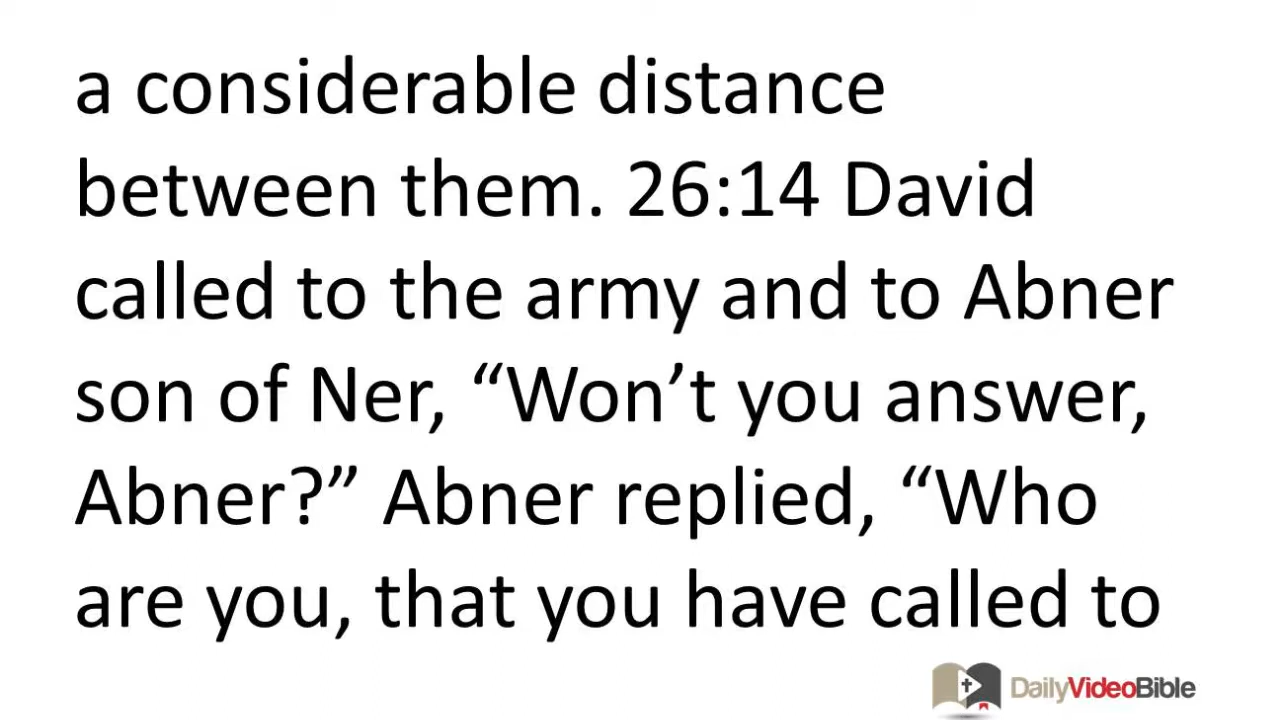 a considerable distance
between them. 26:14 David
called to the army and to Abner
son of Ner, “Won’t you answer,
Abner?” Abner replied, “Who
are you, that you have called to
DailyVideoBible